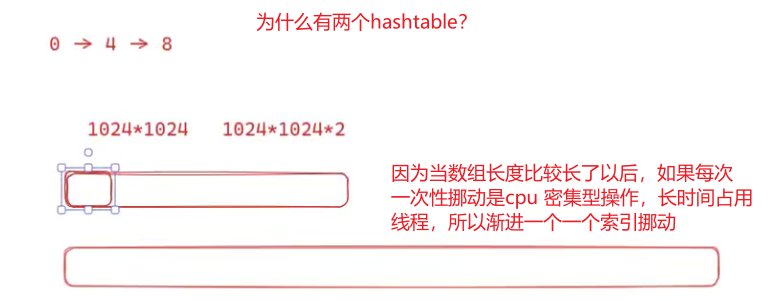 为什么有两个hashtable?
0 → 4 → 8
1024*1024 1024*1024*2
因为当数组长度比较长了以后，如果每次
一次性挪动是cpu 密集型操作，长时间占用
线程，所以渐进一个一个索引挪动